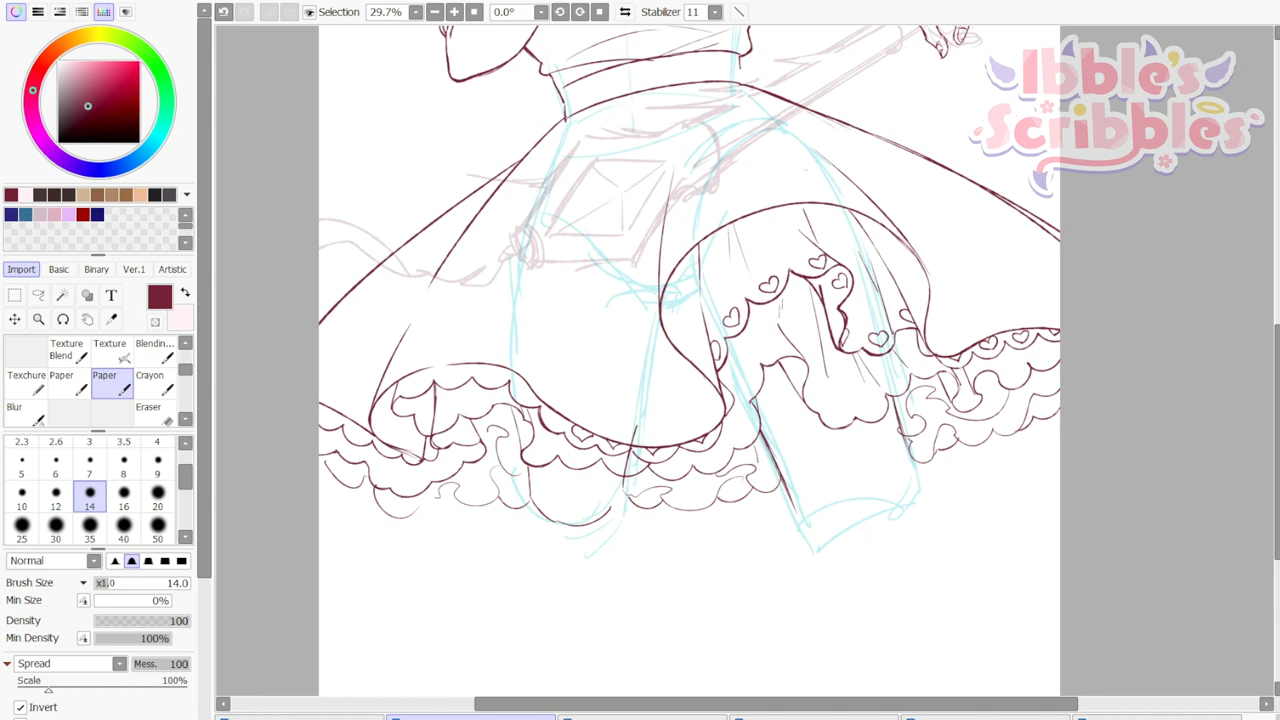 Selection 29.7% 0.0° Stabilizer 11
Ibble's
Scribbles
Import Basic Binary Ver.1 Artistic
T
Texture Blend Texture Blendin...
Texchure Paper Paper Crayon
Blur Eraser
2.3 2.6 3 3.5 4
5 6 7 8 9
10 12 14 16 20
25 30 35 40 50
Normal
Brush Size x1.0 14.0
Min Size 0%
Density 100
Min Density 100%
Spread Mess. 100
Scale 100%
Invert